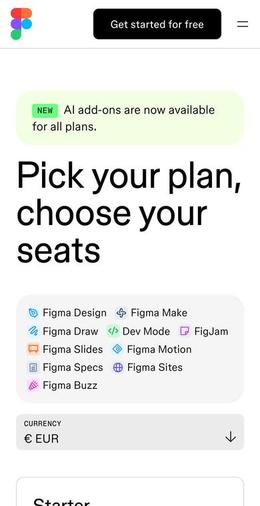 Get started for free
NEW AI add-ons are now available
for all plans.
Pick your plan,
choose your
seats
Figma Design Figma Make
Figma Draw Dev Mode FigJam
Figma Slides Figma Motion
Figma Specs Figma Sites
Figma Buzz
CURRENCY
€ EUR
Starter